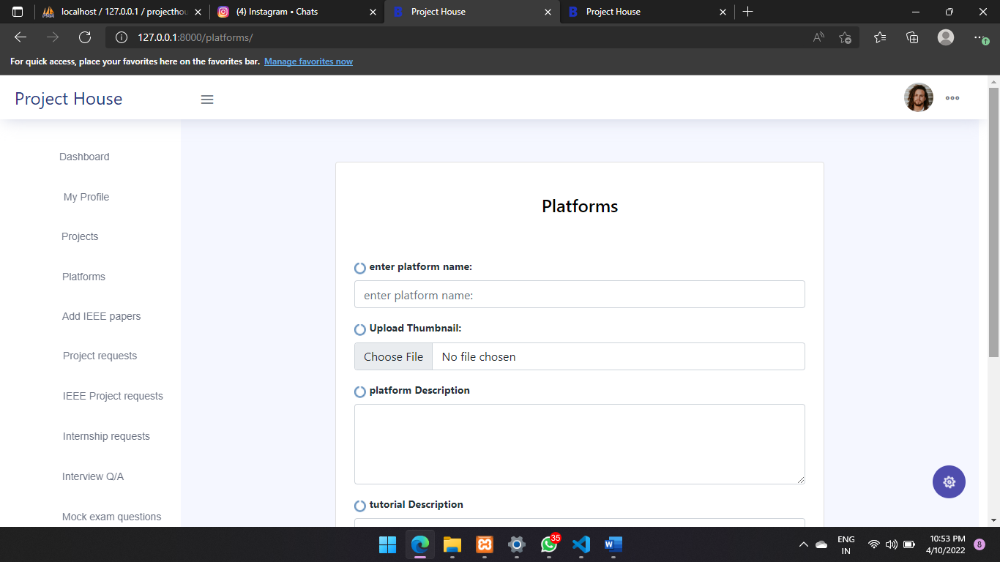 localhost / 127.0.0.1 / projecthou
(4) Instagram • Chats
Project House
Project House
127.0.0.1:8000/platforms/
For quick access, place your favorites here on the favorites bar. Manage favorites now
Project House
Dashboard
My Profile
Projects
Platforms
Add IEEE papers
Project requests
IEEE Project requests
Internship requests
Interview Q/A
Mock exam questions
Platforms
enter platform name:
enter platform name:
Upload Thumbnail:
Choose File No file chosen
platform Description
tutorial Description
35
ENG
IN
10:53 PM
4/10/2022
8